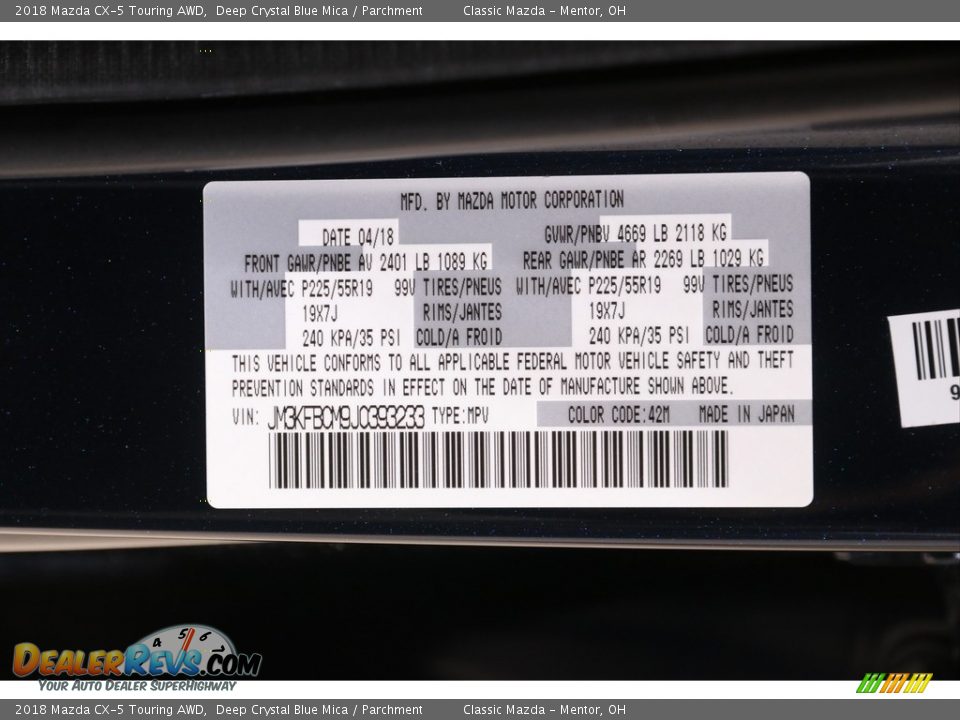 2018 Mazda CX-5 Touring AWD, Deep Crystal Blue Mica / Parchment Classic Mazda - Mentor, OH
MFD. BY MAZDA MOTOR CORPORATION
DATE 04/18 GVWR/PNBV 4669 LB 2118 KG
FRONT GAWR/PNBE AV 2401 LB 1089 KG REAR GAWR/PNBE AR 2269 LB 1029 KG
WITH/AVEC P225/55R19 99V TIRES/PNEUS WITH/AVEC P225/55R19 99V TIRES/PNEUS
19X7J RIMS/JANTES 19X7J RIMS/JANTES
240 KPA/35 PSI COLD/A FROID 240 KPA/35 PSI COLD/A FROID
THIS VEHICLE CONFORMS TO ALL APPLICABLE FEDERAL MOTOR VEHICLE SAFETY AND THEFT
PREVENTION STANDARDS IN EFFECT ON THE DATE OF MANUFACTURE SHOWN ABOVE.
VIN: JM3KFBCM9J0393233 TYPE:MPV COLOR CODE:42M MADE IN JAPAN
9
4 5 6
DEALERREVS.COM
YOUR AUTO DEALER SUPERHIGHWAY
2018 Mazda CX-5 Touring AWD, Deep Crystal Blue Mica / Parchment Classic Mazda - Mentor, OH